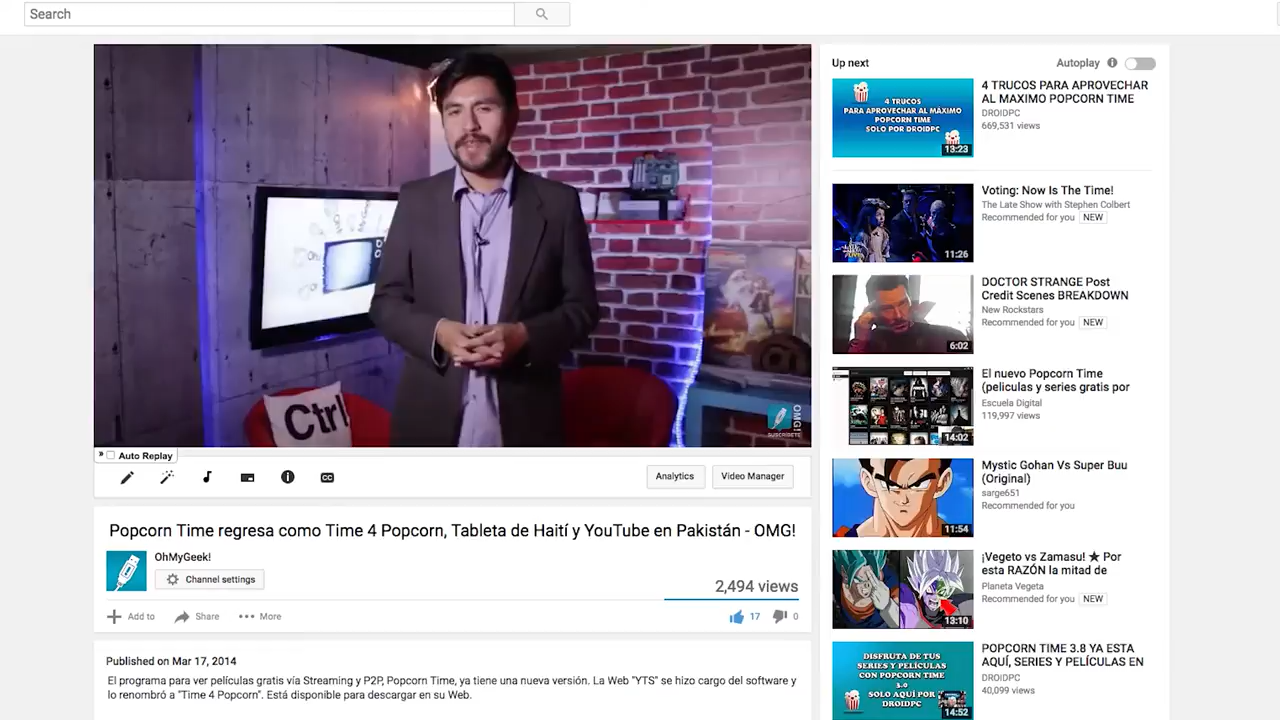 Search
Ctrl
OMG!
SUSCRÍBETE
» Auto Replay
CC
Analytics
Video Manager
Popcorn Time regresa como Time 4 Popcorn, Tableta de Haití y YouTube en Pakistán - OMG!
OhMyGeek!
Channel settings
2,494 views
Add to
Share
More
17
0
Published on Mar 17, 2014
El programa para ver películas gratis vía Streaming y P2P, Popcorn Time, ya tiene una nueva versión. La Web "YTS" se hizo cargo del software y
lo renombró a "Time 4 Popcorn". Está disponible para descargar en su Web.
Up next
Autoplay
4 TRUCOS
PARA APROVECHAR AL MÁXIMO
POPCORN TIME
SOLO POR DROIDPC
13:23
4 TRUCOS PARA APROVECHAR
AL MAXIMO POPCORN TIME
DROIDPC
669,531 views
11:26
Voting: Now Is The Time!
The Late Show with Stephen Colbert
Recommended for you NEW
6:02
DOCTOR STRANGE Post
Credit Scenes BREAKDOWN
New Rockstars
Recommended for you NEW
14:02
El nuevo Popcorn Time
(peliculas y series gratis por
Escuela Digital
119,997 views
11:54
Mystic Gohan Vs Super Buu
(Original)
sarge651
Recommended for you
13:10
¡Vegeto vs Zamasu! ★ Por
esta RAZÓN la mitad de
Planeta Vegeta
Recommended for you NEW
DISFRUTA DE TUS
SERIES Y PELÍCULAS
CON POPCORN TIME
3.0
SOLO AQUÍ POR
DROIDPC
14:52
POPCORN TIME 3.8 YA ESTA
AQUÍ, SERIES Y PELÍCULAS EN
DROIDPC
40,099 views